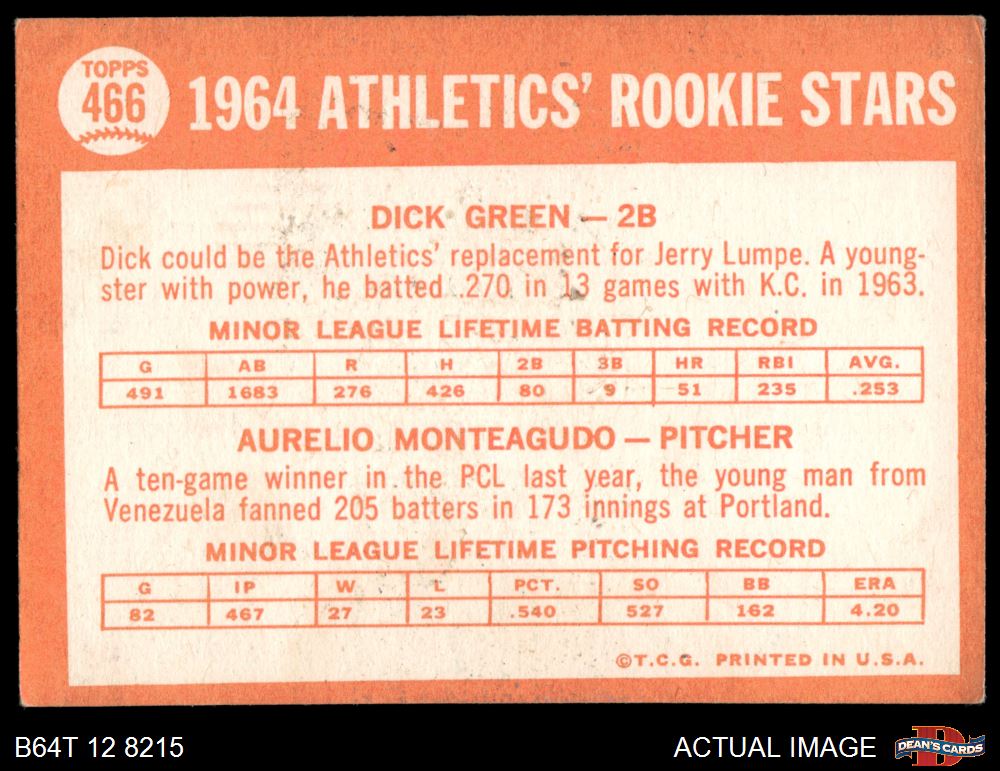 TOPPS
466
1964 ATHLETICS' ROOKIE STARS
DICK GREEN — 2B
Dick could be the Athletics' replacement for Jerry Lumpe. A young-
ster with power, he batted .270 in 13 games with K.C. in 1963.
MINOR LEAGUE LIFETIME BATTING RECORD
G AB R H 2B 3B HR RBI AVG.
491 1683 276 426 80 9 51 235 .253
AURELIO MONTEAGUDO — PITCHER
A ten-game winner in the PCL last year, the young man from
Venezuela fanned 205 batters in 173 innings at Portland.
MINOR LEAGUE LIFETIME PITCHING RECORD
G IP W L PCT. SO BB ERA
82 467 27 23 .540 527 162 4.20
©T.C.G. PRINTED IN U.S.A.
B64T 12 8215
ACTUAL IMAGE
D
DEAN'S CARDS